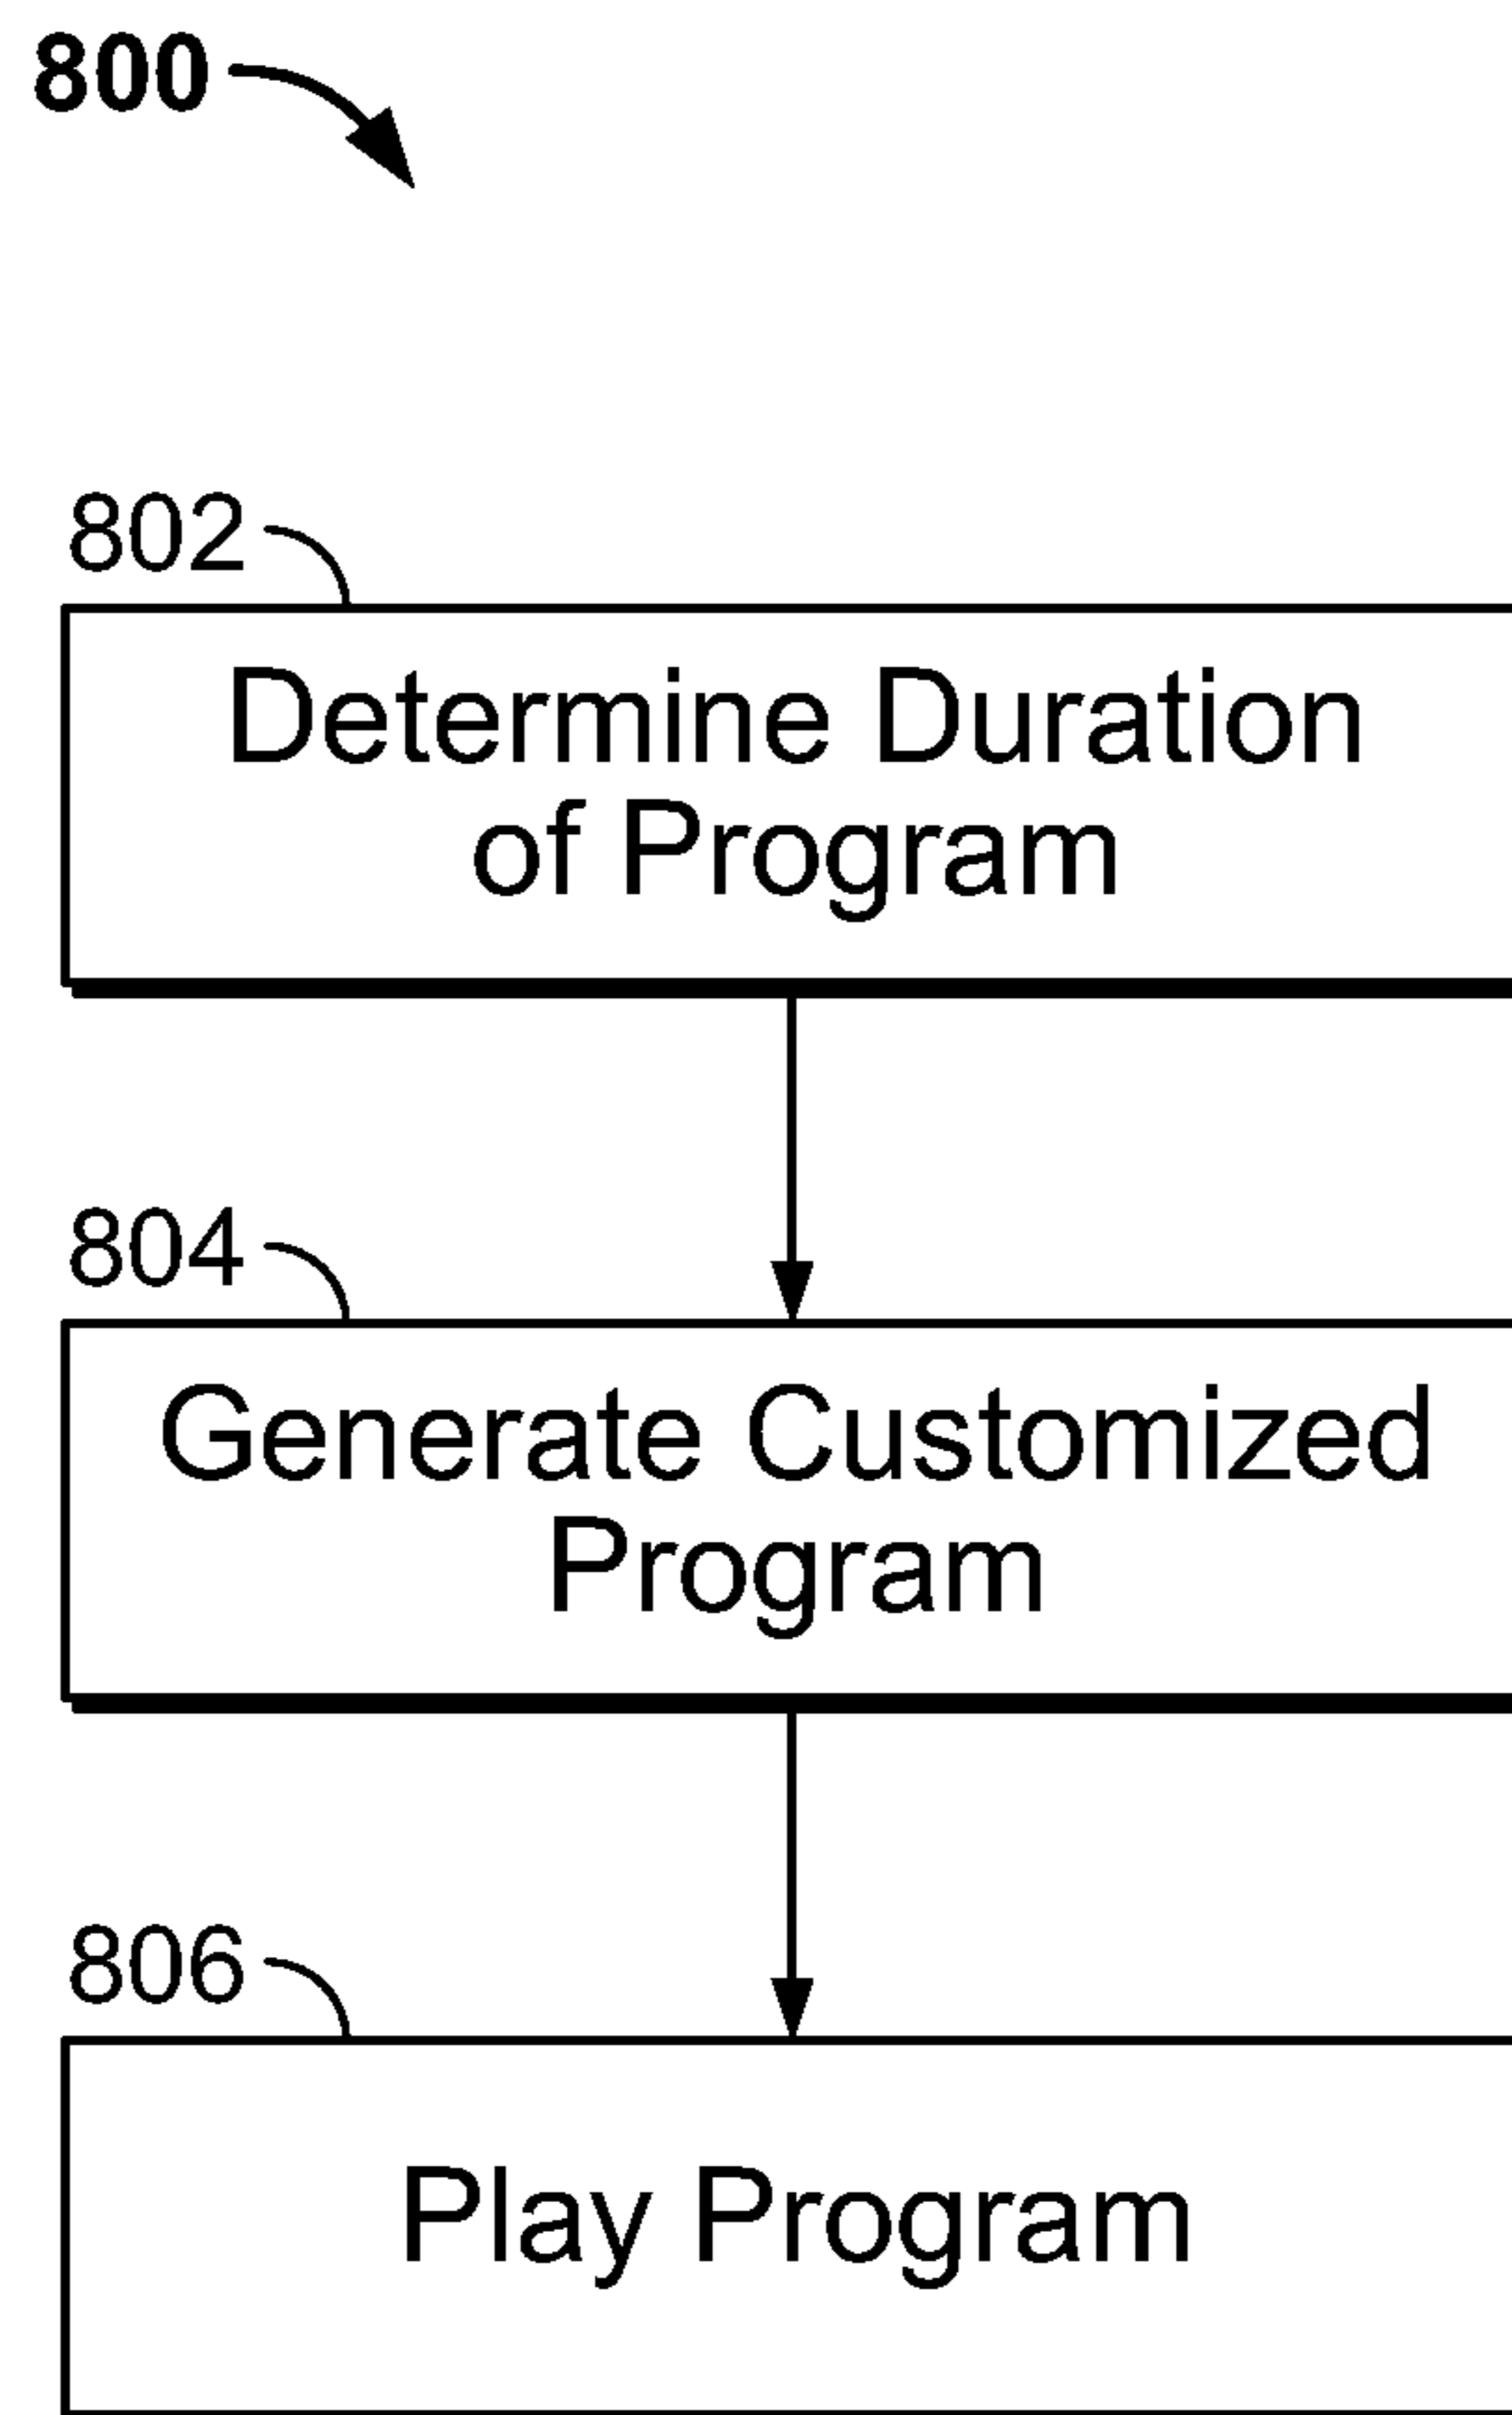 800
802
Determine Duration
of Program
804
Generate Customized
Program
806
Play Program